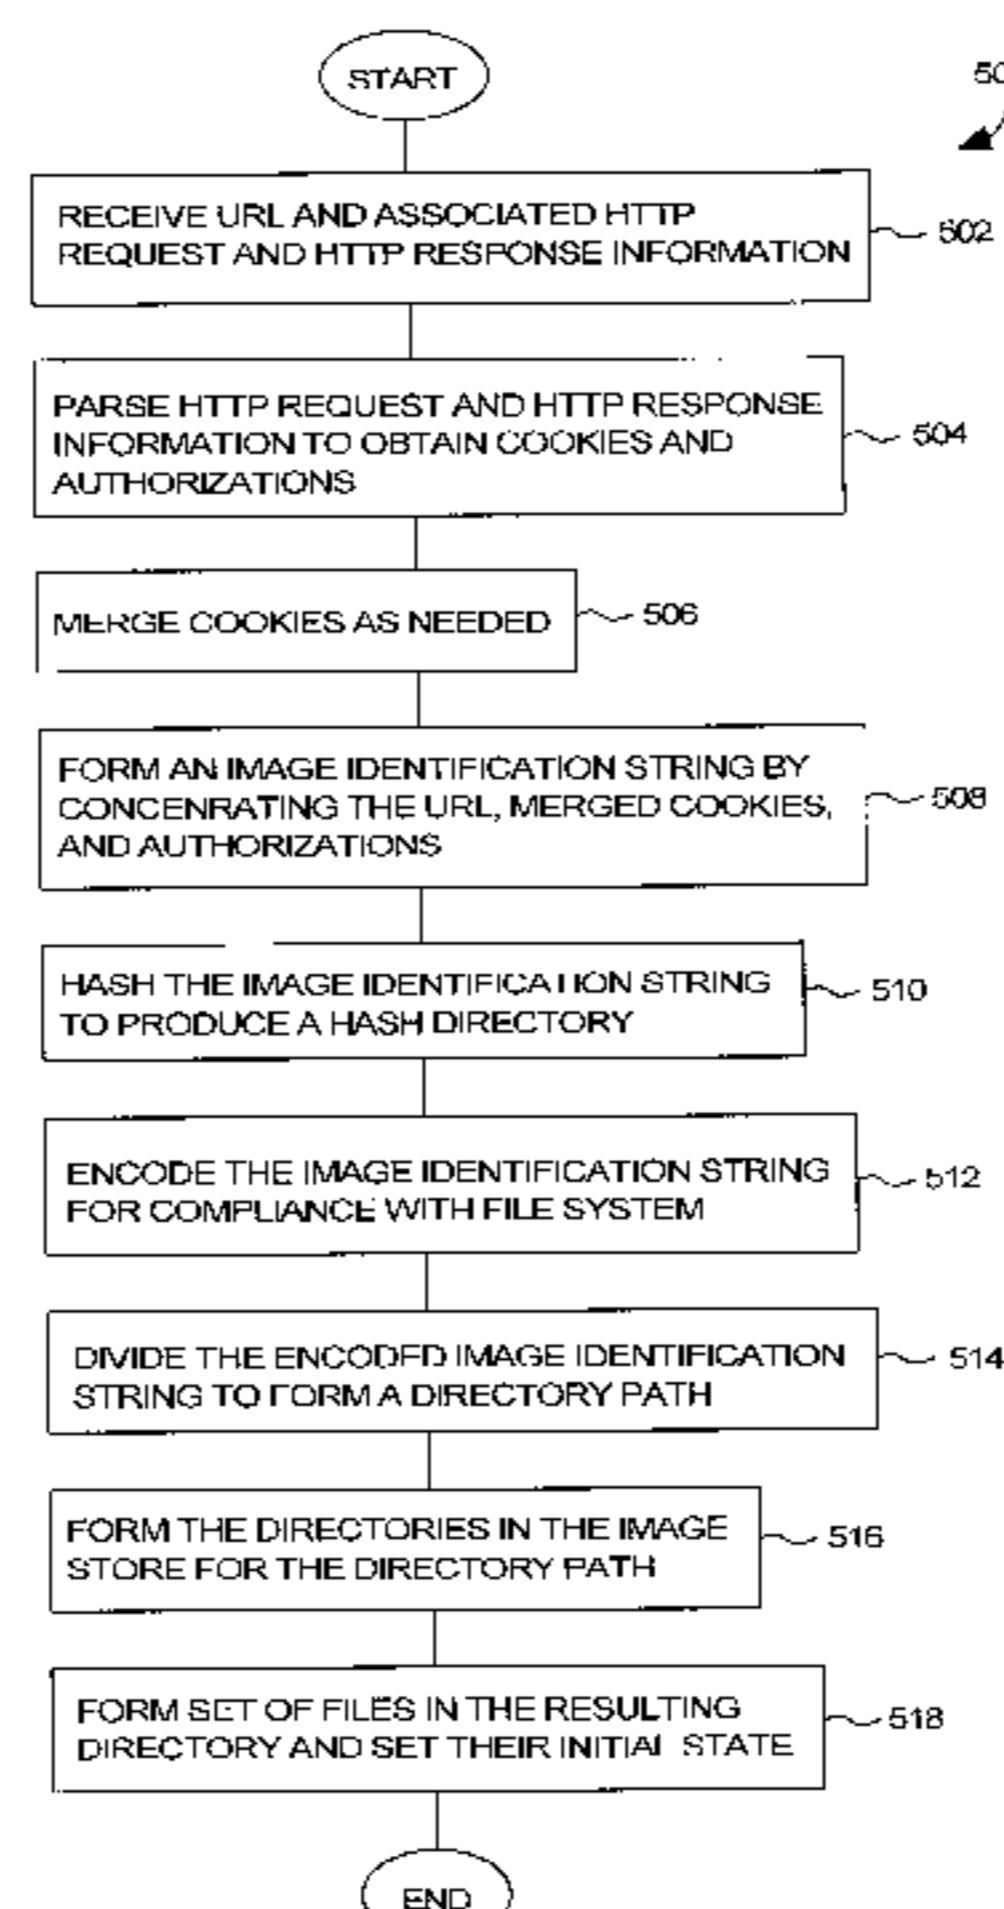 START
RECEIVE URL AND ASSOCIATED HTTP
REQUEST AND HTTP RESPONSE INFORMATION
502
PARSE HTTP REQUEST AND HTTP RESPONSE
INFORMATION TO OBTAIN COOKIES AND
AUTHORIZATIONS
504
MERGE COOKIES AS NEEDED
506
FORM AN IMAGE IDENTIFICATION STRING BY
CONCENRATING THE URL, MERGED COOKIES,
AND AUTHORIZATIONS
508
HASH THE IMAGE IDENTIFICATION STRING
TO PRODUCE A HASH DIRECTORY
510
ENCODE THE IMAGE IDENTIFICATION STRING
FOR COMPLIANCE WITH FILE SYSTEM
512
DIVIDE THE ENCODED IMAGE IDENTIFICATION
STRING TO FORM A DIRECTORY PATH
514
FORM THE DIRECTORIES IN THE IMAGE
STORE FOR THE DIRECTORY PATH
516
FORM SET OF FILES IN THE RESULTING
DIRECTORY AND SET THEIR INITIAL STATE
518
END